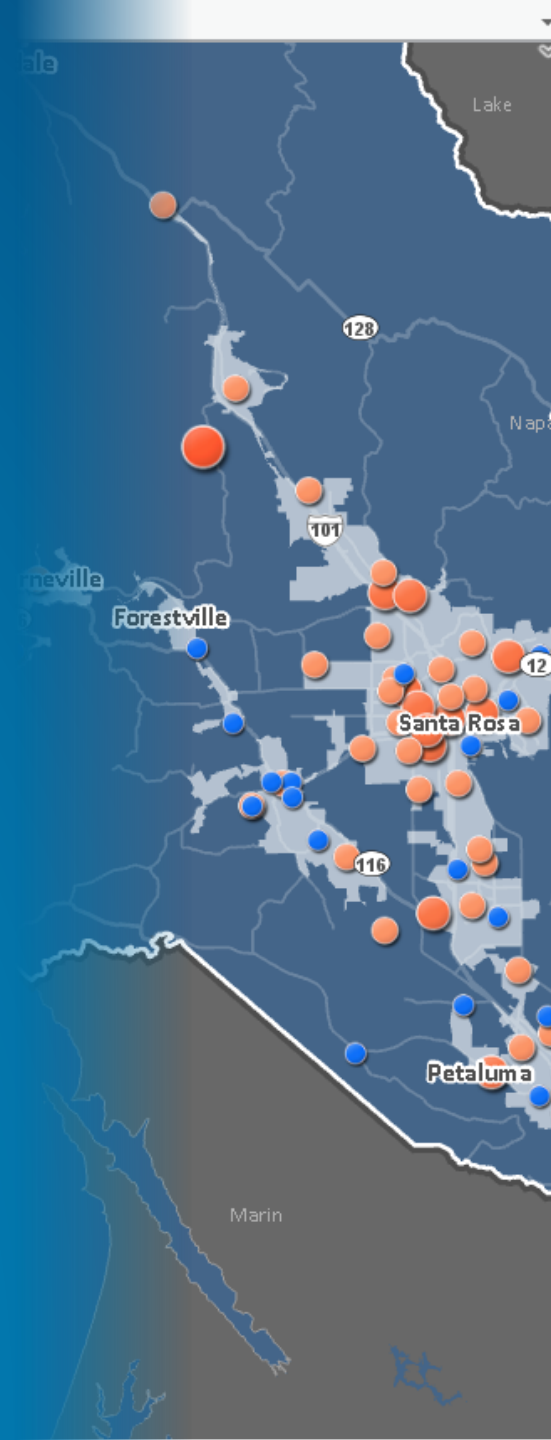 ale
Lake
128
Napa
101
rneville
Forestville
12
Santa Rosa
116
Petaluma
Marin